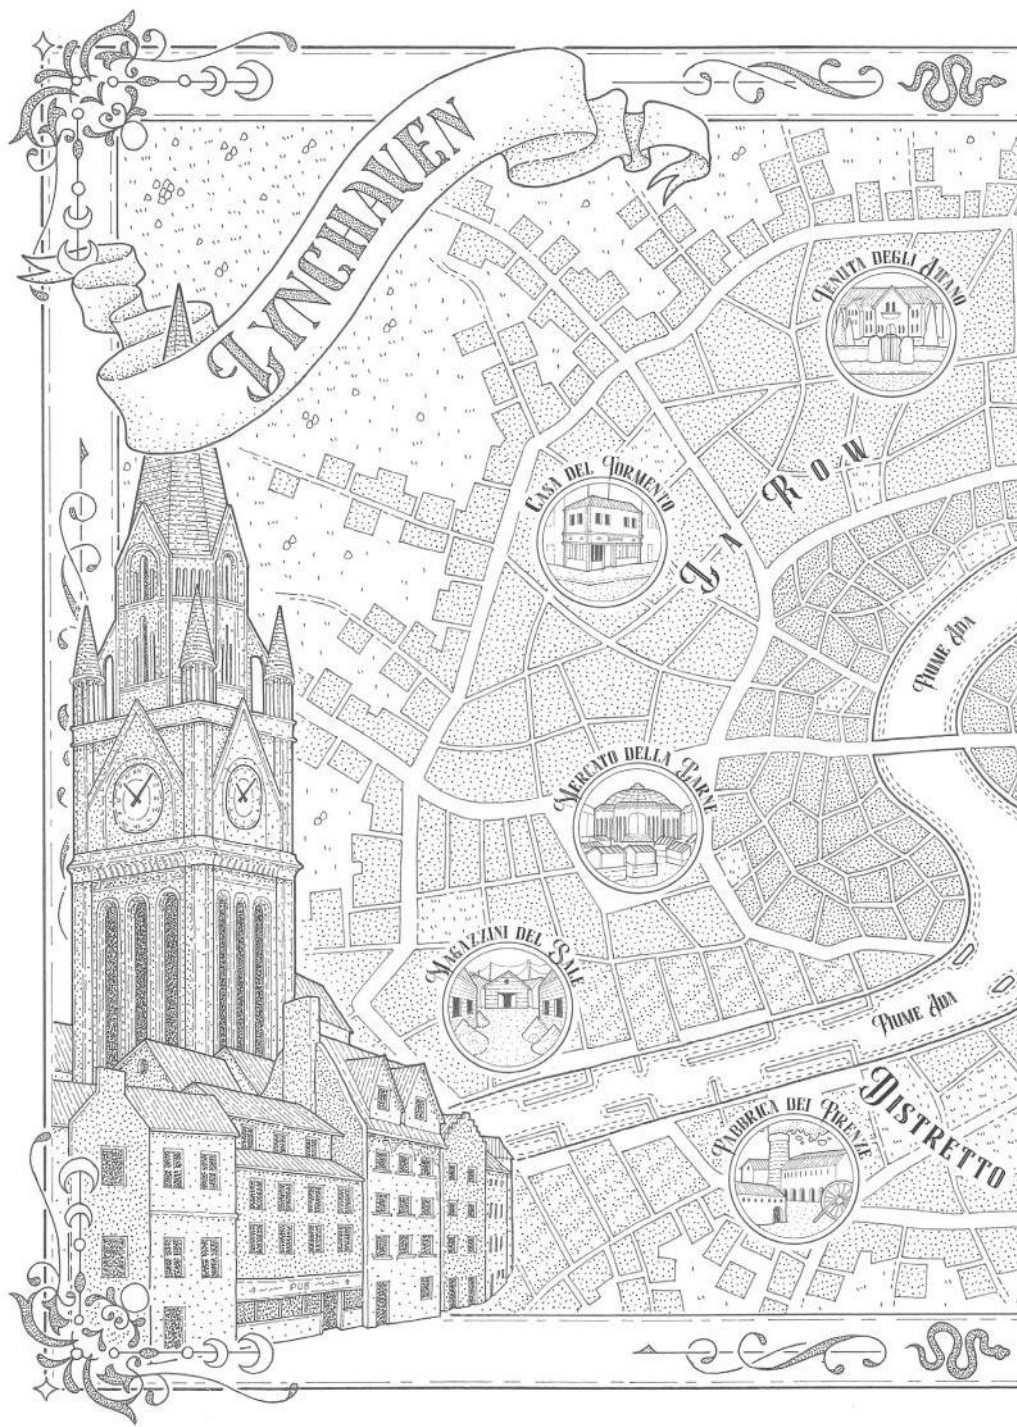 LYNCHAVEN
TENUTA DEGLI ATTANO
CASA DEL TORMENTO
LA ROW
FIUME ADA
MERCATO DELLA CARNE
MAGAZZINI DEL SALE
FIUME ADA
DISTRETTO
FABBRICA DEI FIRENZE
PUB